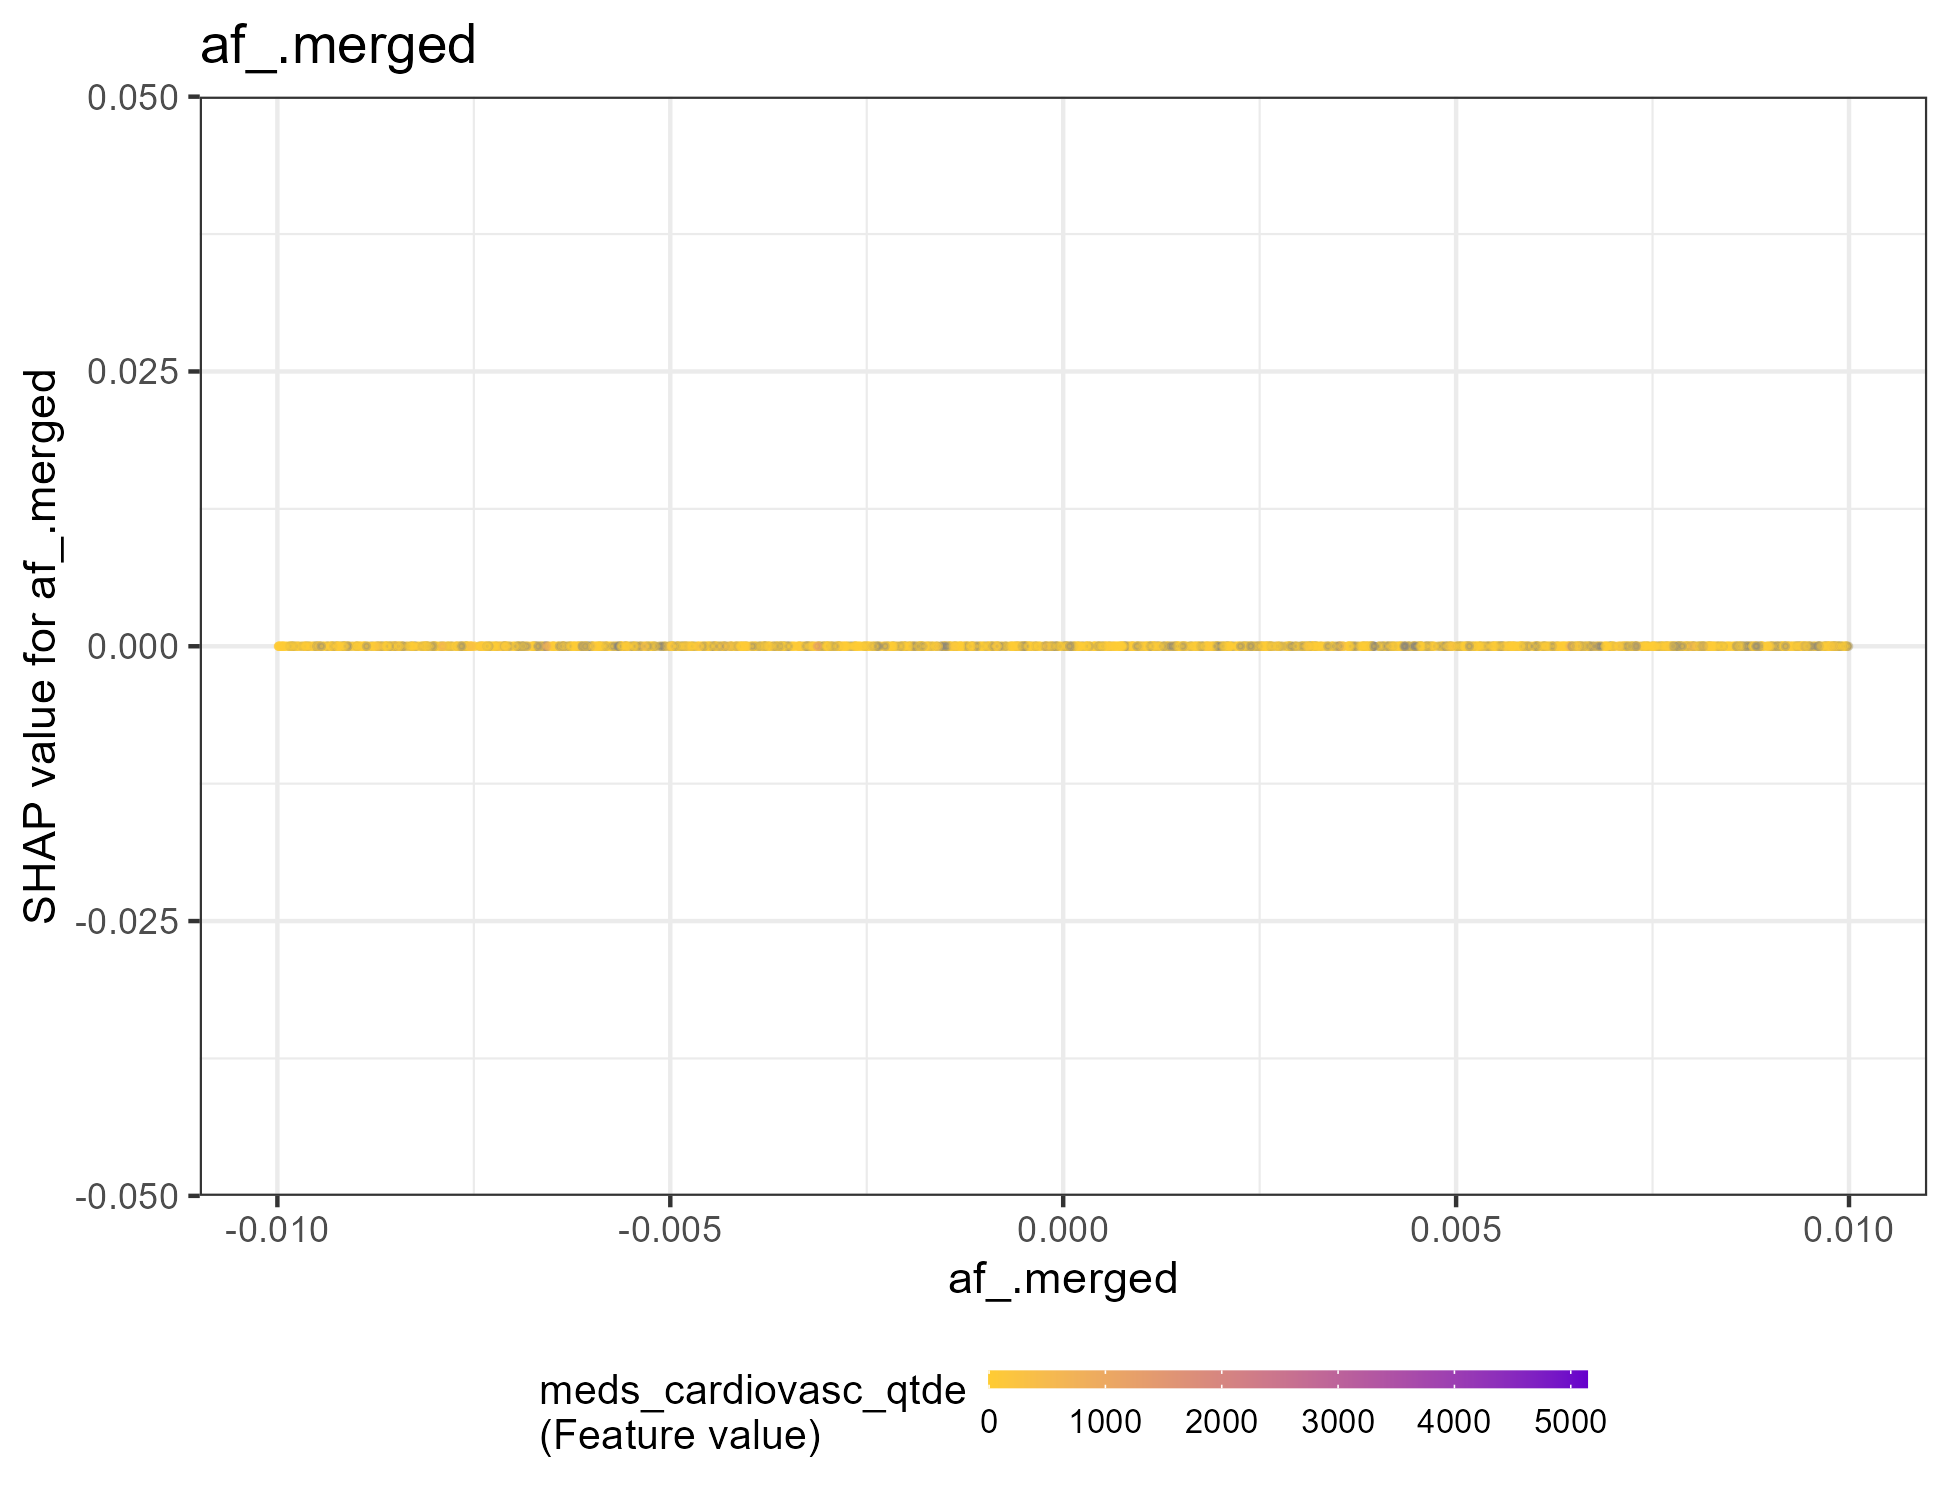 af_.merged
SHAP value for af_.merged
0.050
0.025
0.000
-0.025
-0.050
-0.010 -0.005 0.000 0.005 0.010
af_.merged
meds_cardiovasc_qtde
(Feature value)
0 1000 2000 3000 4000 5000